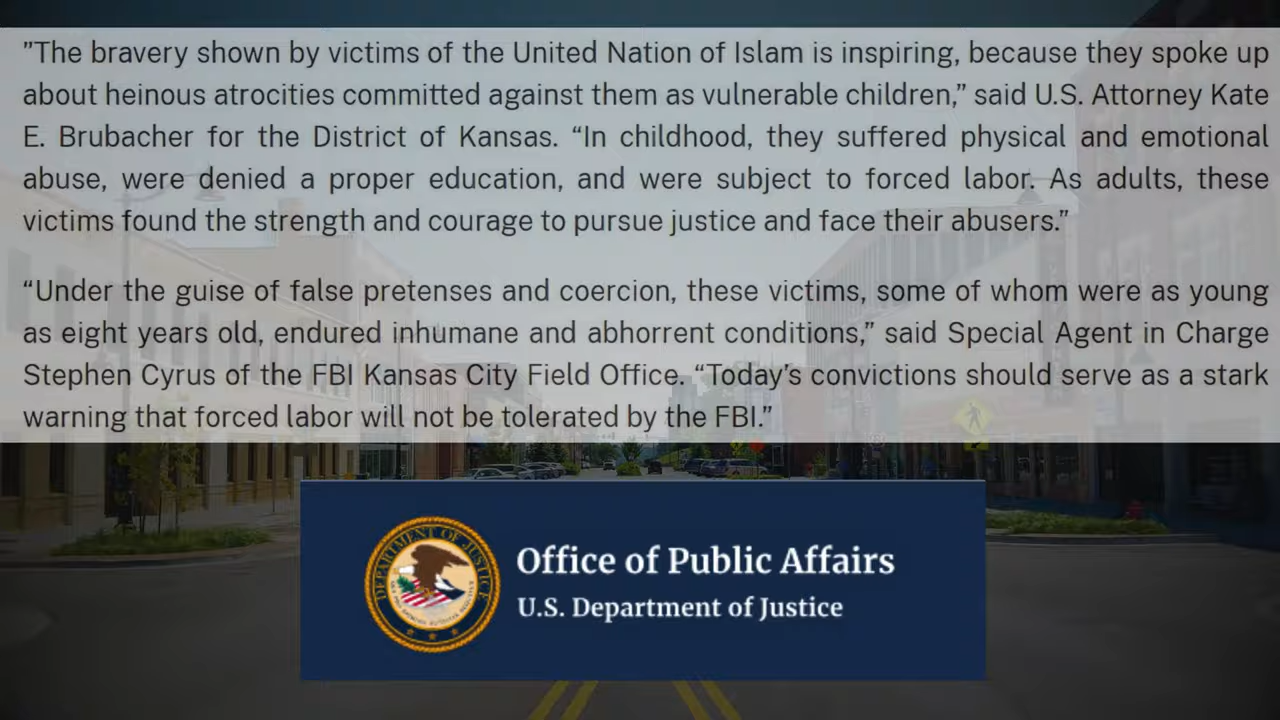 ”The bravery shown by victims of the United Nation of Islam is inspiring, because they spoke up
about heinous atrocities committed against them as vulnerable children,” said U.S. Attorney Kate
E. Brubacher for the District of Kansas. “In childhood, they suffered physical and emotional
abuse, were denied a proper education, and were subject to forced labor. As adults, these
victims found the strength and courage to pursue justice and face their abusers.”
“Under the guise of false pretenses and coercion, these victims, some of whom were as young
as eight years old, endured inhumane and abhorrent conditions,” said Special Agent in Charge
Stephen Cyrus of the FBI Kansas City Field Office. “Today’s convictions should serve as a stark
warning that forced labor will not be tolerated by the FBI.”
DEPARTMENT OF JUSTICE
Office of Public Affairs
U.S. Department of Justice